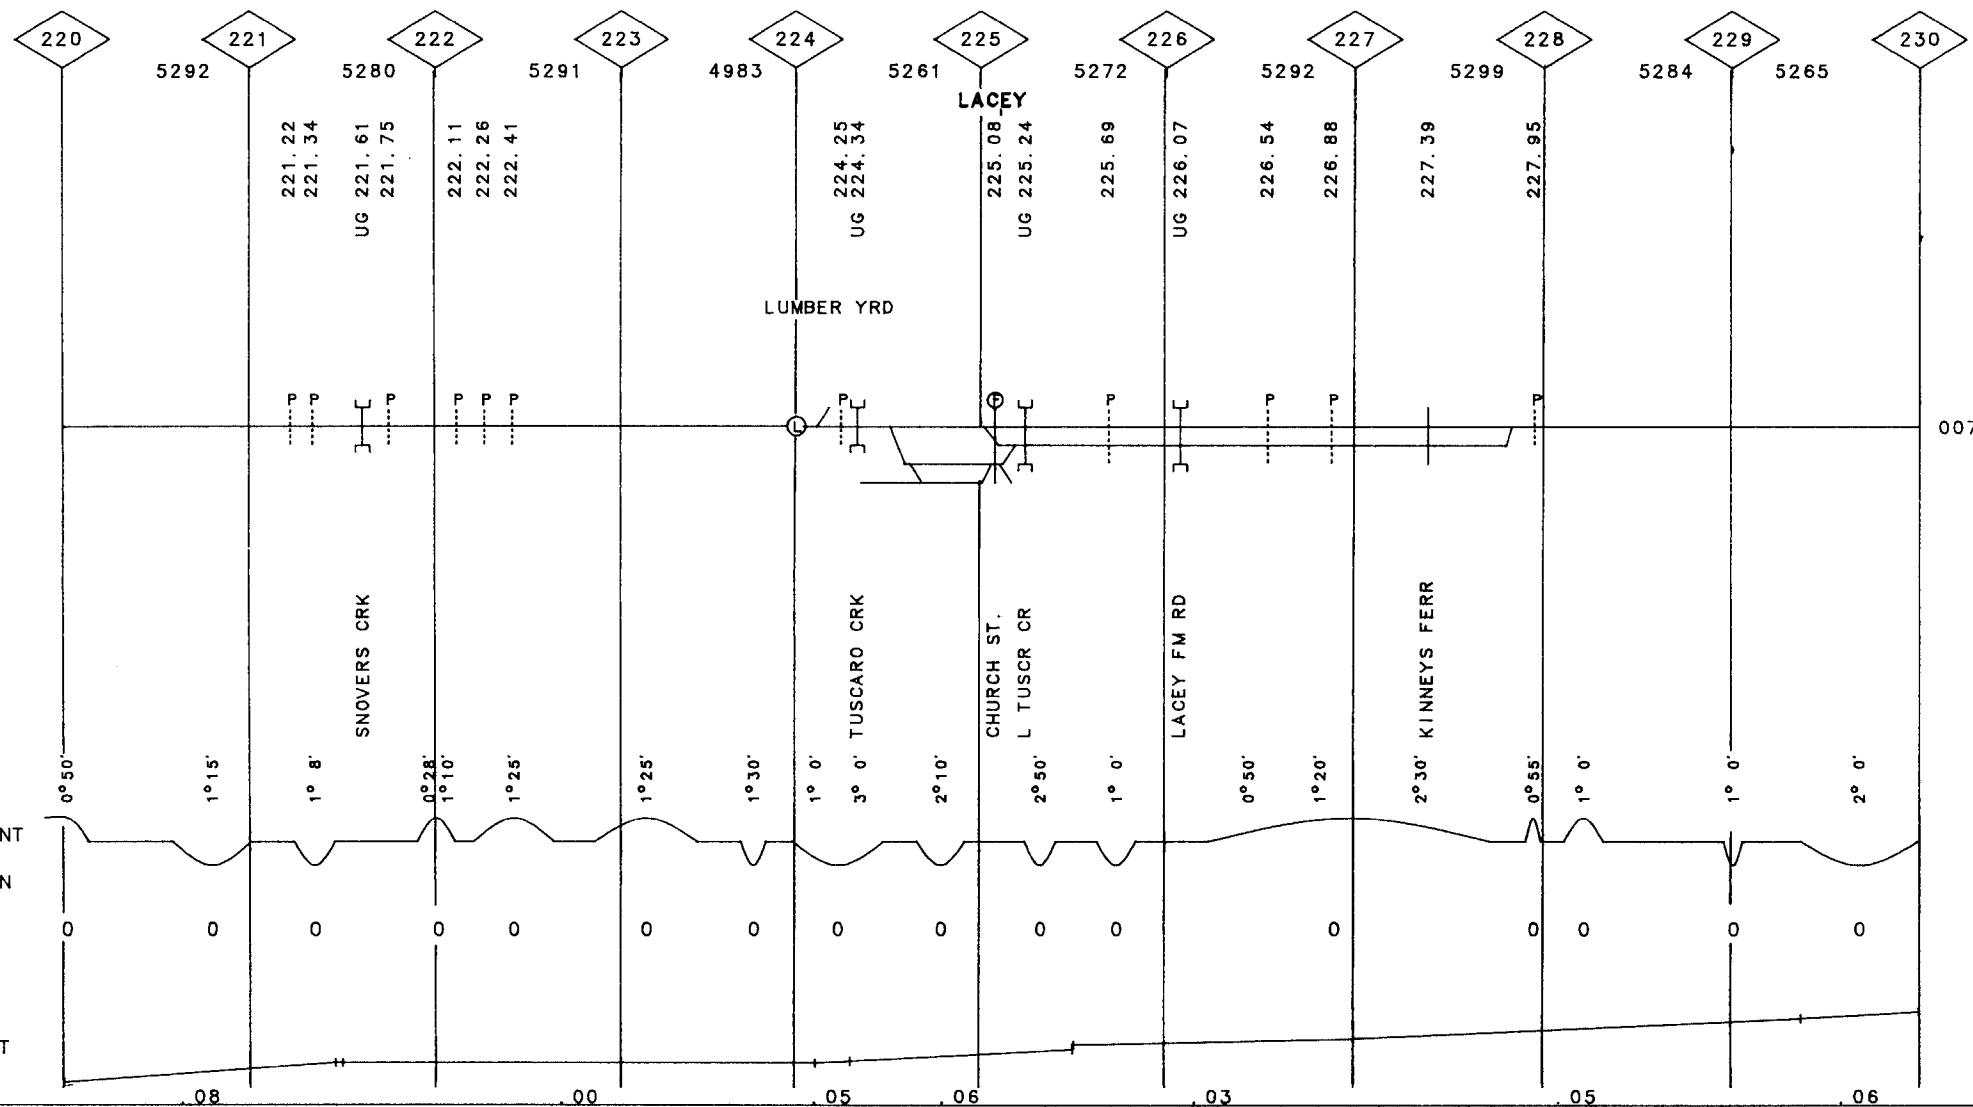 220 221 222 223 224 225 226 227 228 229 230
5292 5280 5291 4983 5261 5272 5292 5299 5284 5265
LACEY
221.22
221.34
UG 221.61
221.75
222.11
222.26
222.41
224.25
UG 224.34
225.08
UG 225.24
225.69
UG 226.07
226.54
226.88
227.39
227.95
LUMBER YRD
P P P P P P L P F P P P P
007
SNOVERS CRK
TUSCARO CRK
CHURCH ST.
L TUSCR CR
LACEY FM RD
KINNEYS FERR
0°50'
1°15'
1° 8'
0°28'
1°10'
1°25'
1°25'
1°30'
1° 0'
3° 0'
2°10'
2°50'
1° 0'
0°50'
1°20'
2°30'
0°55'
1° 0'
1° 0'
2° 0'
NT
N
0 0 0 0 0 0 0 0 0 0 0 0 0 0 0 0
T
.08 .00 .05 .06 .03 .05 .06